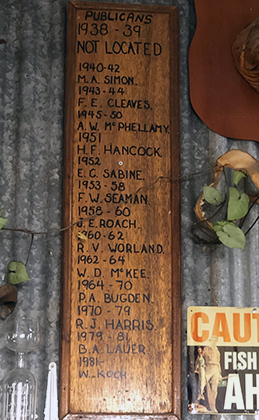 PUBLICANS
1938-39
NOT LOCATED
1940-42
M.A. SIMON.
1943-44
F. E. CLEAVES.
1945-50
A.W. McPHELLAMY.
1951
H.F. HANCOCK.
1952
E.C. SABINE.
1953-58
F.W. SEAMAN.
1958-60
J.E. ROACH.
1960-62
R.V. WORLAND.
1962-64
W.D. McKEE.
1964-70
P.A. BUGDEN.
1970-79
R.J. HARRIS.
1979-81
B.A. LAUER.
1981-
W. KOCH
CAUT
FISH
AH